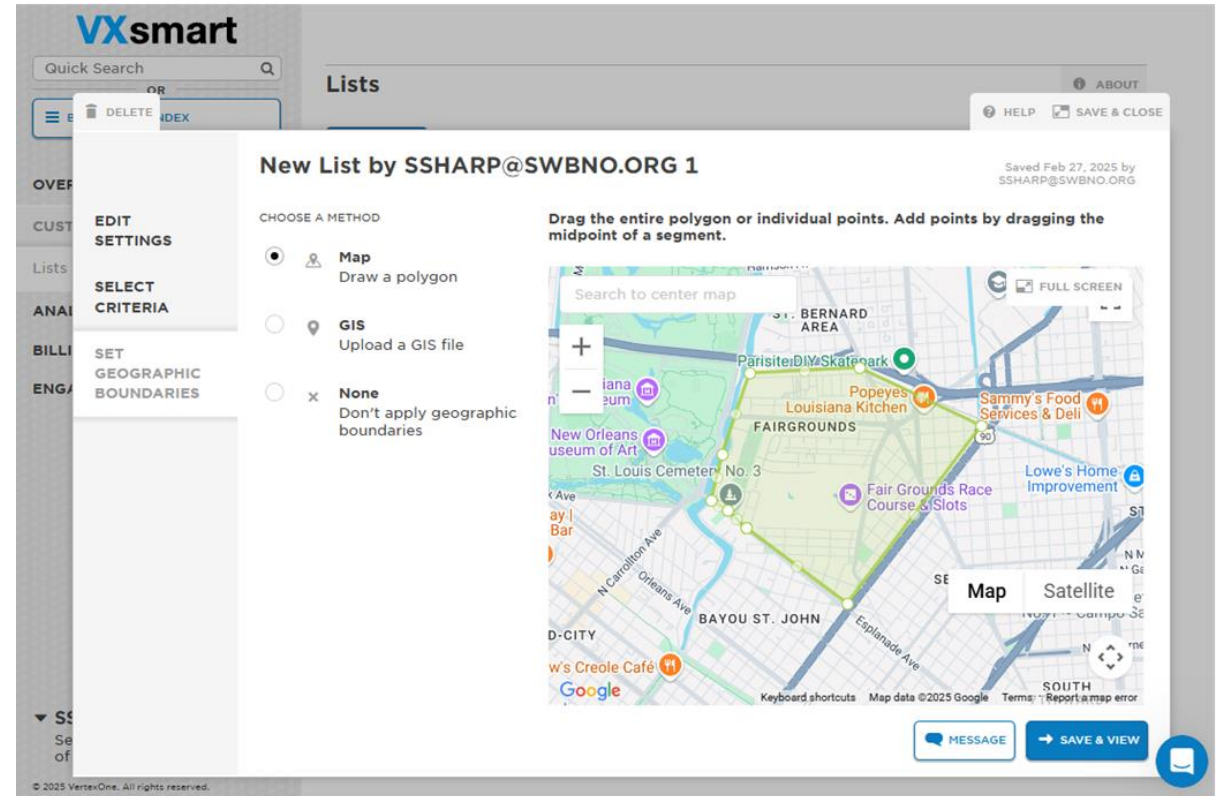 VXsmart
Quick Search
OR
DELETE
NDEX
Lists
ABOUT
HELP
SAVE & CLOSE
New List by SSHARP@SWBNO.ORG 1
Saved Feb 27, 2025 by
SSHARP@SWBNO.ORG
OVER
CUST
Lists
ANAL
BILLI
ENGA
EDIT
SETTINGS
SELECT
CRITERIA
SET
GEOGRAPHIC
BOUNDARIES
CHOOSE A METHOD
Map
Draw a polygon
GIS
Upload a GIS file
None
Don't apply geographic
boundaries
Drag the entire polygon or individual points. Add points by dragging the
midpoint of a segment.
Search to center map
FULL SCREEN
ST. BERNARD
AREA
Parisite DIY Skatepark
Popeyes
Louisiana Kitchen
Sammy's Food
Services & Deli
FAIRGROUNDS
90
New Orleans
useum of Art
St. Louis Cemetery No. 3
Lowe's Home
Improvement
Fair Grounds Race
Course & Slots
Ave
Bar
N Carrollton Ave
Orleans Ave
BAYOU ST. JOHN
Esplanade Ave
D-CITY
w's Creole Café
Map
Satellite
SOUTH
Google
Keyboard shortcuts
Map data ©2025 Google
Terms
Report a map error
MESSAGE
SAVE & VIEW
SS
Se
of
© 2025 VertexOne. All rights reserved.